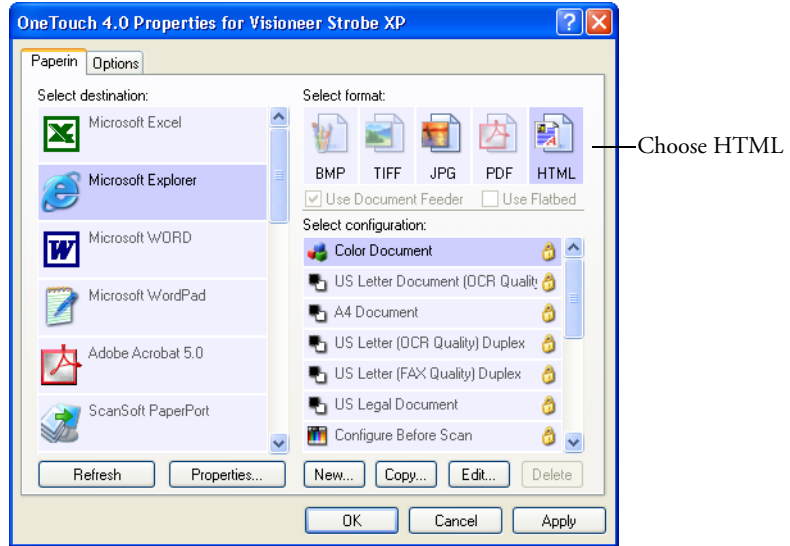 OneTouch 4.0 Properties for Visioneer Strobe XP
Paperin
Options
Select destination:
Microsoft Excel
Microsoft Explorer
Microsoft WORD
Microsoft WordPad
Adobe Acrobat 5.0
ScanSoft PaperPort
Refresh
Properties...
Select format:
BMP
TIFF
JPG
PDF
HTML
Use Document Feeder
Use Flatbed
Select configuration:
Color Document
US Letter Document (OCR Quality
A4 Document
US Letter (OCR Quality) Duplex
US Letter (FAX Quality) Duplex
US Legal Document
Configure Before Scan
New...
Copy...
Edit...
Delete
OK
Cancel
Apply
Choose HTML